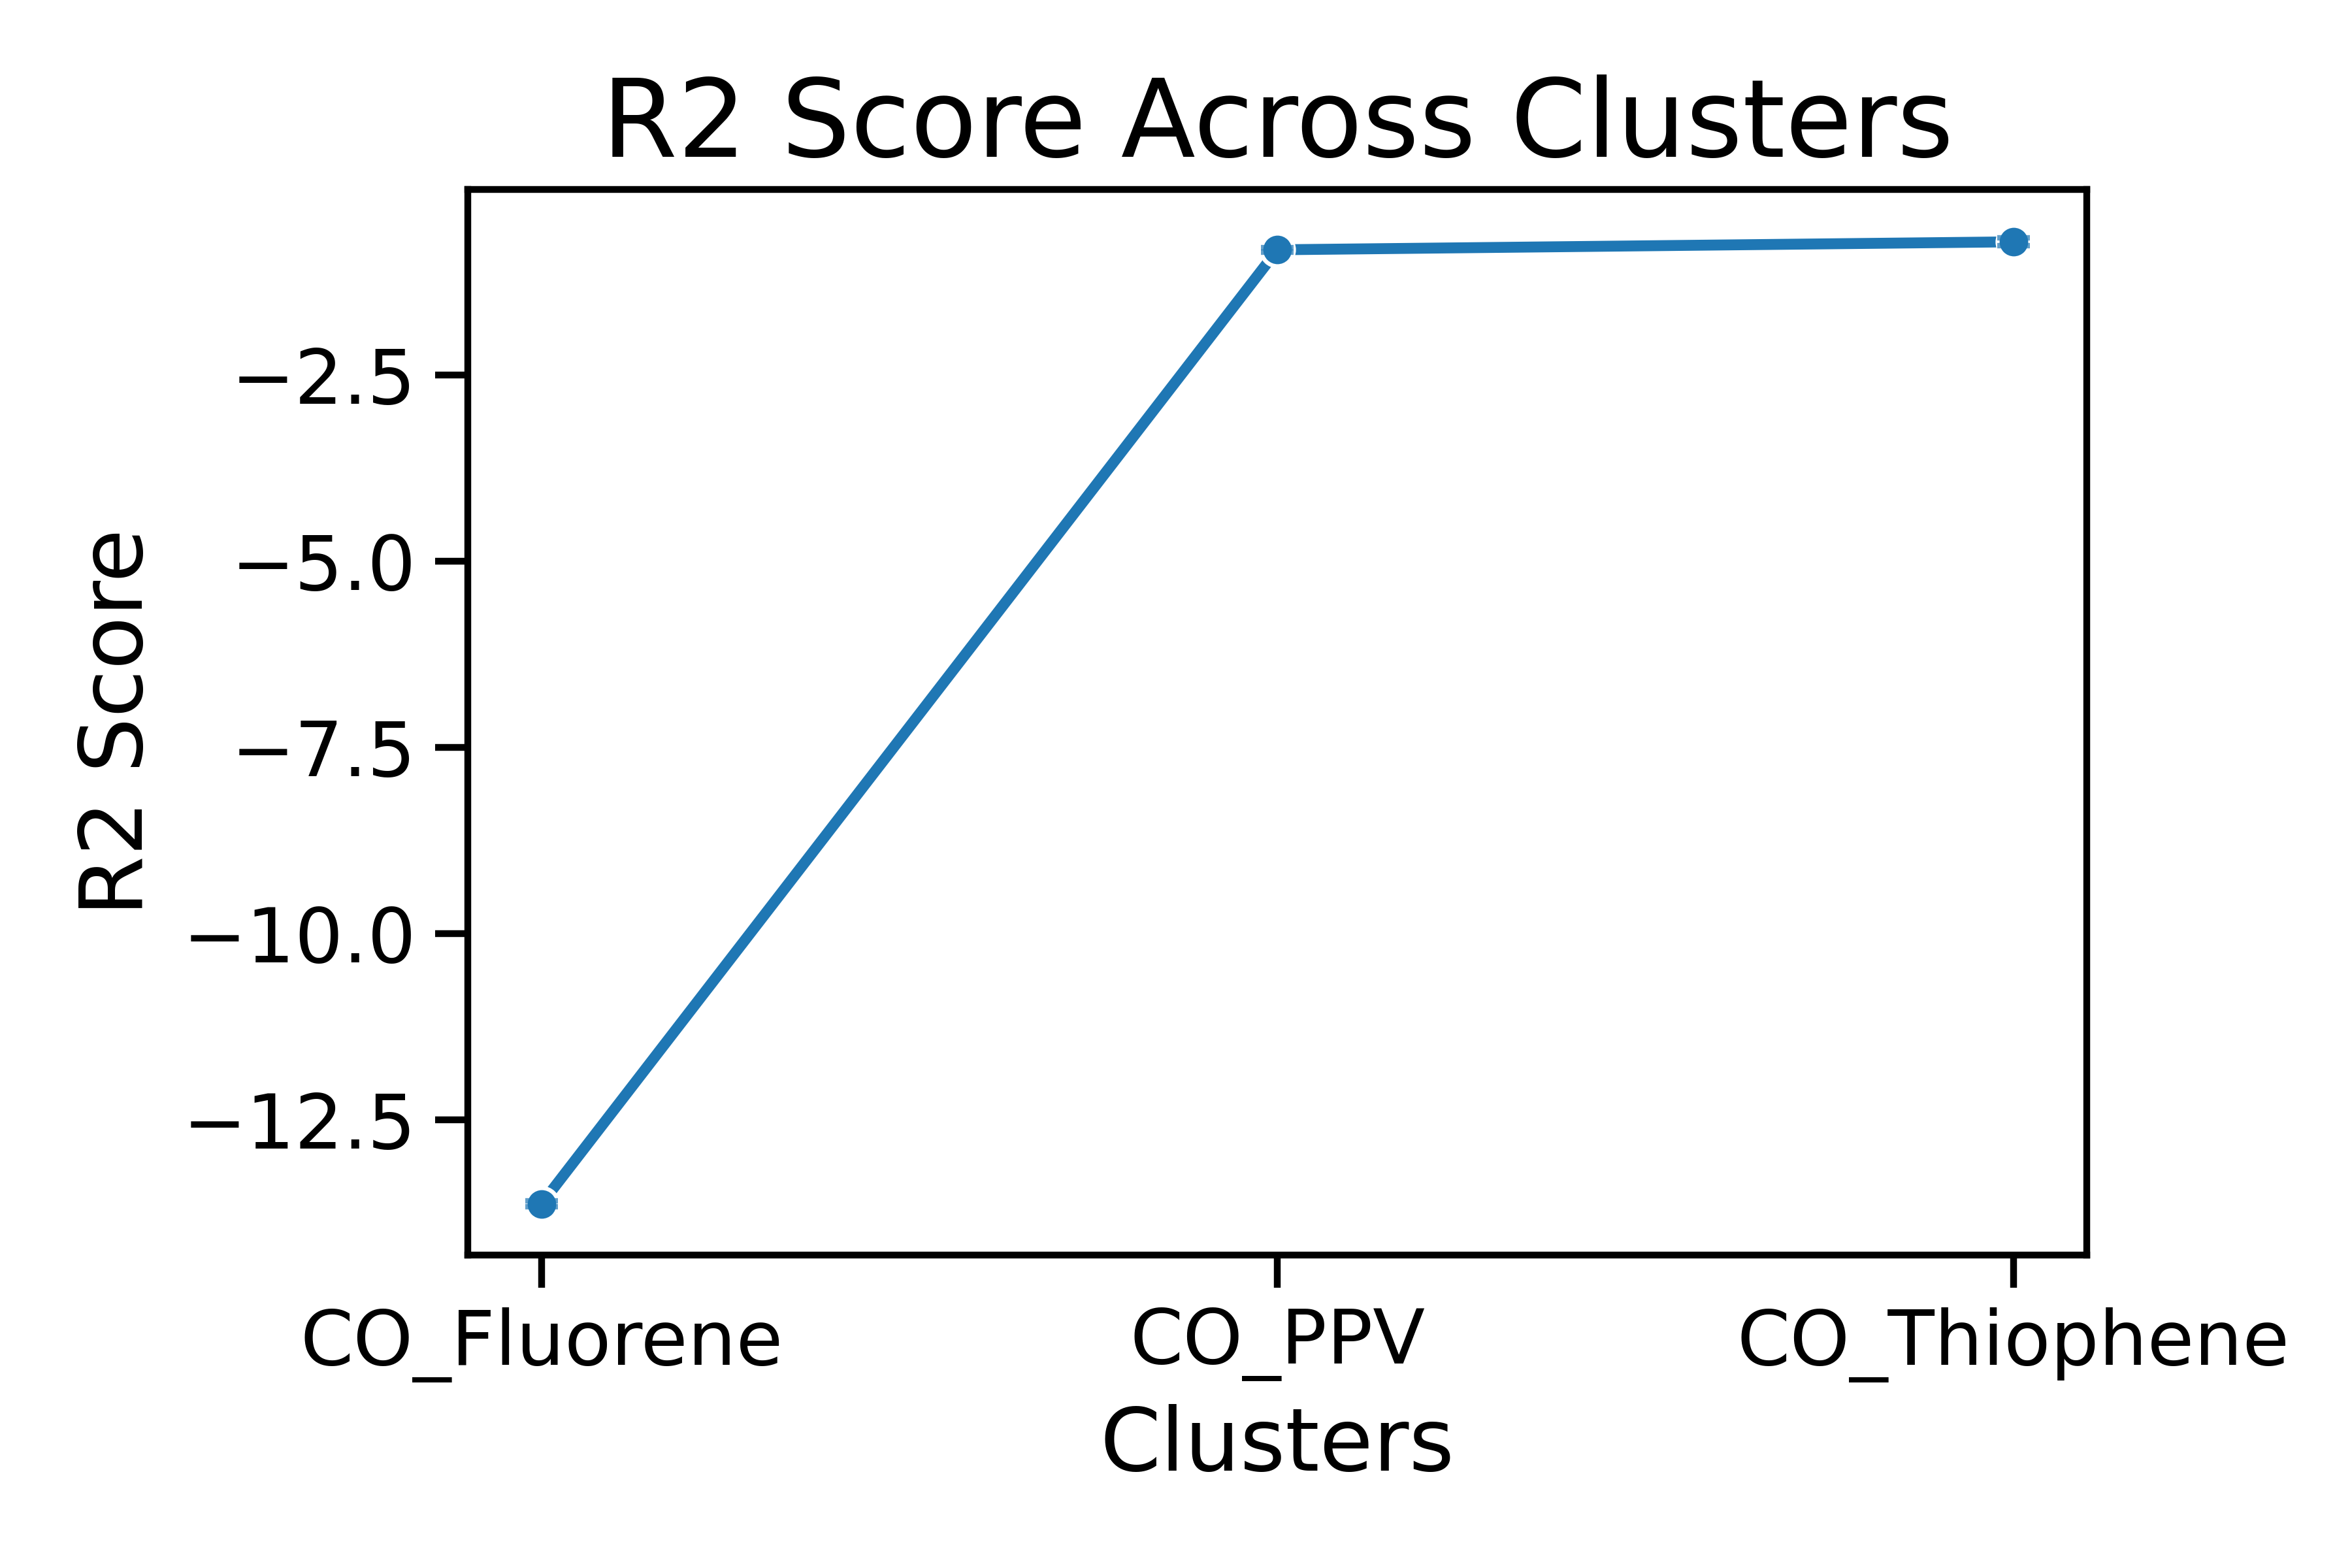 R2 Score Across Clusters
R2 Score
−2.5
−5.0
−7.5
−10.0
−12.5
CO_Fluorene
CO_PPV
CO_Thiophene
Clusters